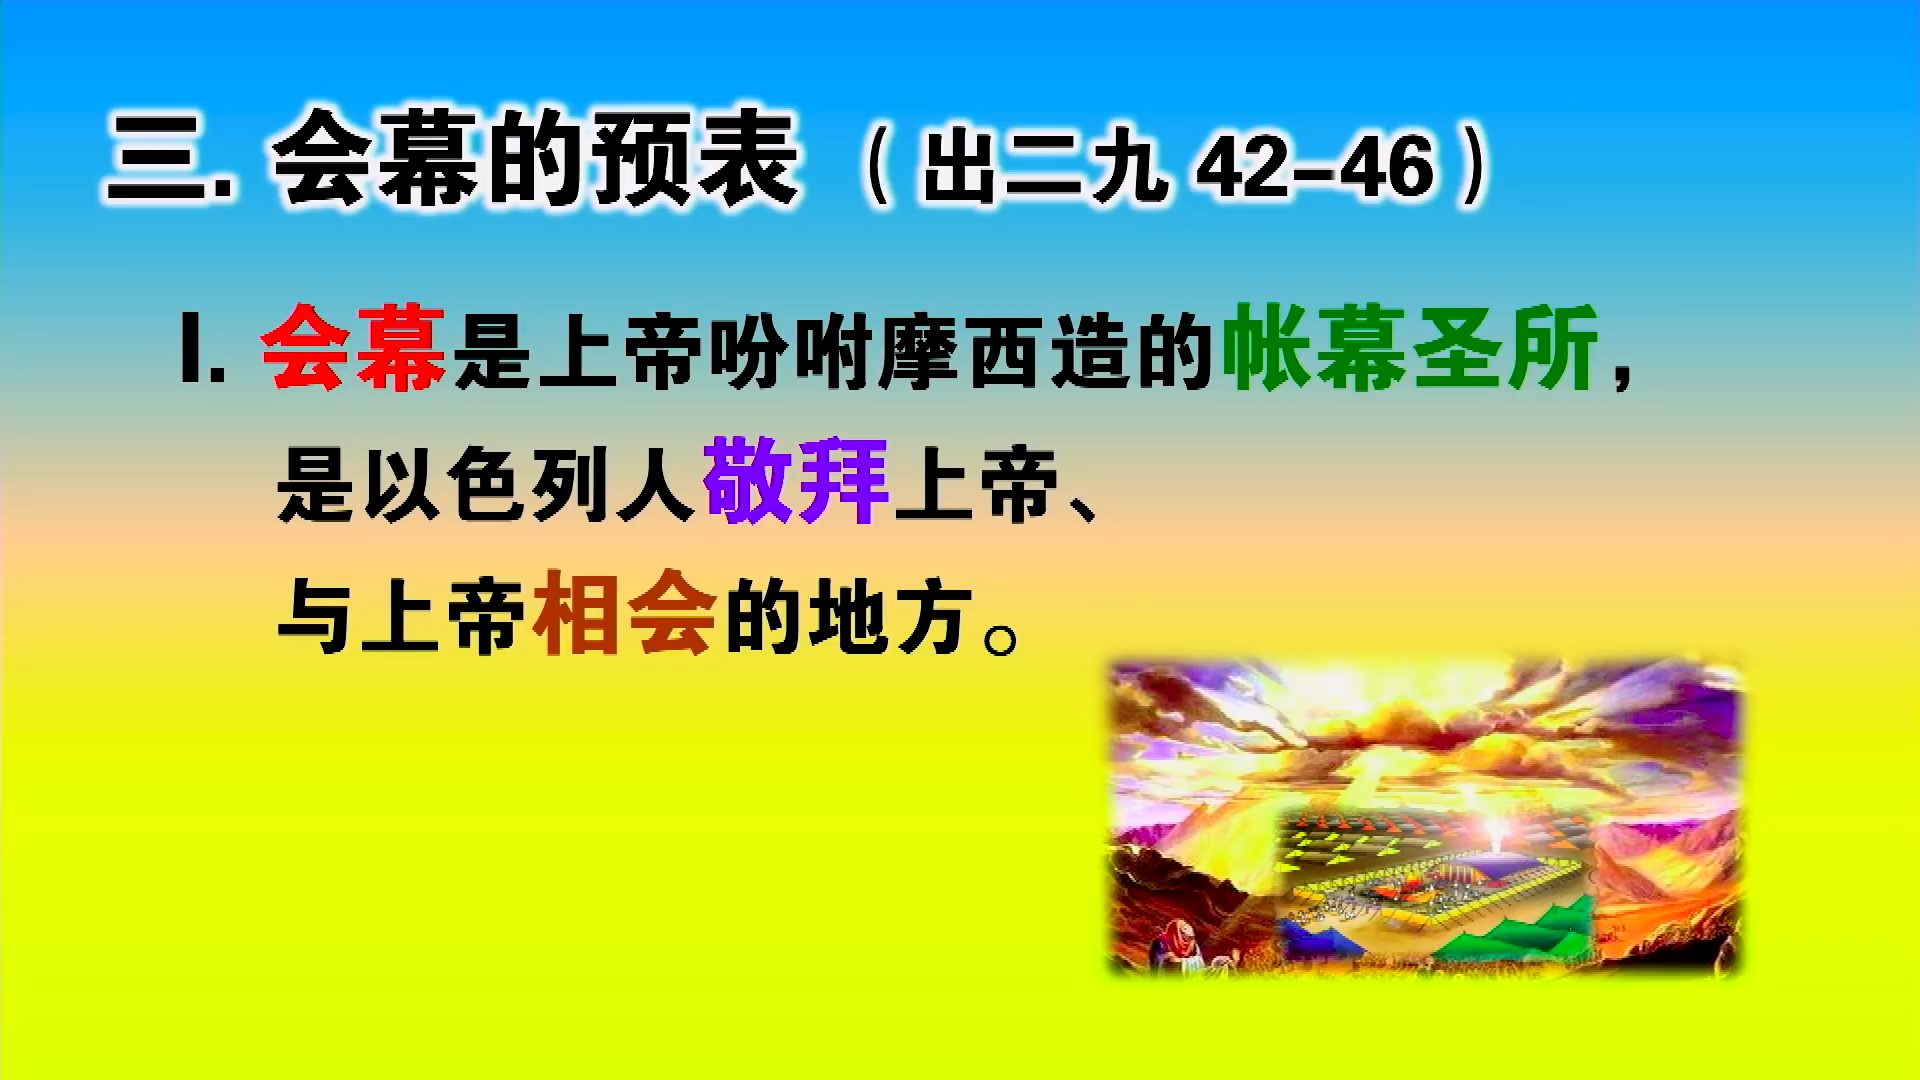 三. 会幕的预表 （出二九 42-46）
I. 会幕是上帝吩咐摩西造的帐幕圣所，
是以色列人敬拜上帝、
与上帝相会的地方。